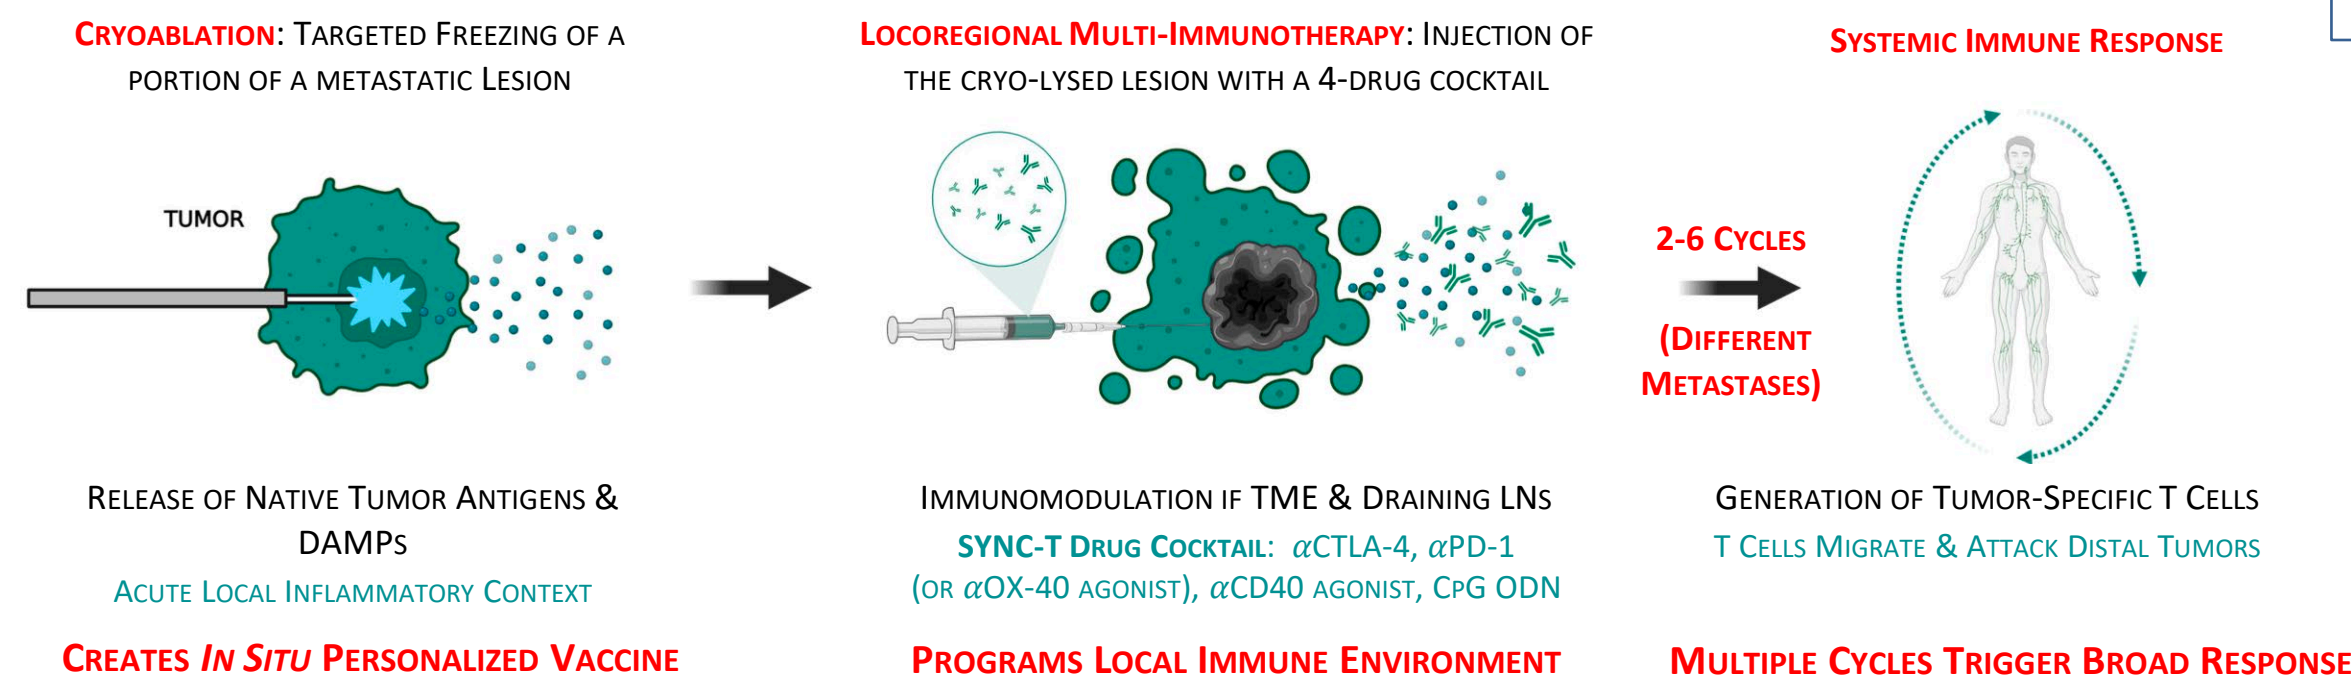 CRYOABLATION: TARGETED FREEZING OF A
PORTION OF A METASTATIC LESION
TUMOR
RELEASE OF NATIVE TUMOR ANTIGENS &
DAMPS
ACUTE LOCAL INFLAMMATORY CONTEXT
CREATES IN SITU PERSONALIZED VACCINE
LOCOREGIONAL MULTI-IMMUNOTHERAPY: INJECTION OF
THE CRYO-LYSED LESION WITH A 4-DRUG COCKTAIL
IMMUNOMODULATION IF TME & DRAINING LNS
SYNC-T DRUG COCKTAIL: αCTLA-4, αPD-1
(OR αOX-40 AGONIST), αCD40 AGONIST, CPG ODN
PROGRAMS LOCAL IMMUNE ENVIRONMENT
2-6 CYCLES
(DIFFERENT
METASTASES)
SYSTEMIC IMMUNE RESPONSE
GENERATION OF TUMOR-SPECIFIC T CELLS
T CELLS MIGRATE & ATTACK DISTAL TUMORS
MULTIPLE CYCLES TRIGGER BROAD RESPONSE